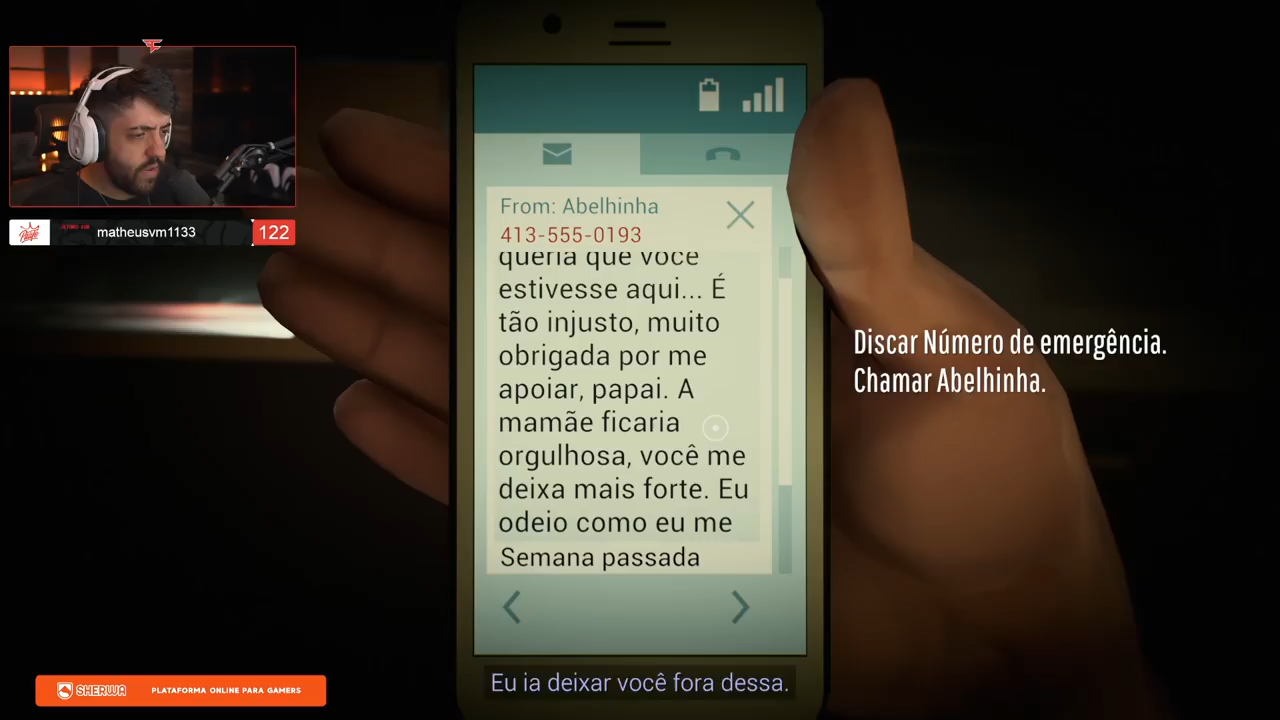 matheusvm1133
122
From: Abelhinha
413-555-0193
queria que você
estivesse aqui... É
tão injusto, muito
obrigada por me
apoiar, papai. A
mamãe ficaria
orgulhosa, você me
deixa mais forte. Eu
odeio como eu me
Semana passada
Discar Número de emergência.
Chamar Abelhinha.
SHERWA
PLATAFORMA ONLINE PARA GAMERS
Eu ia deixar você fora dessa.